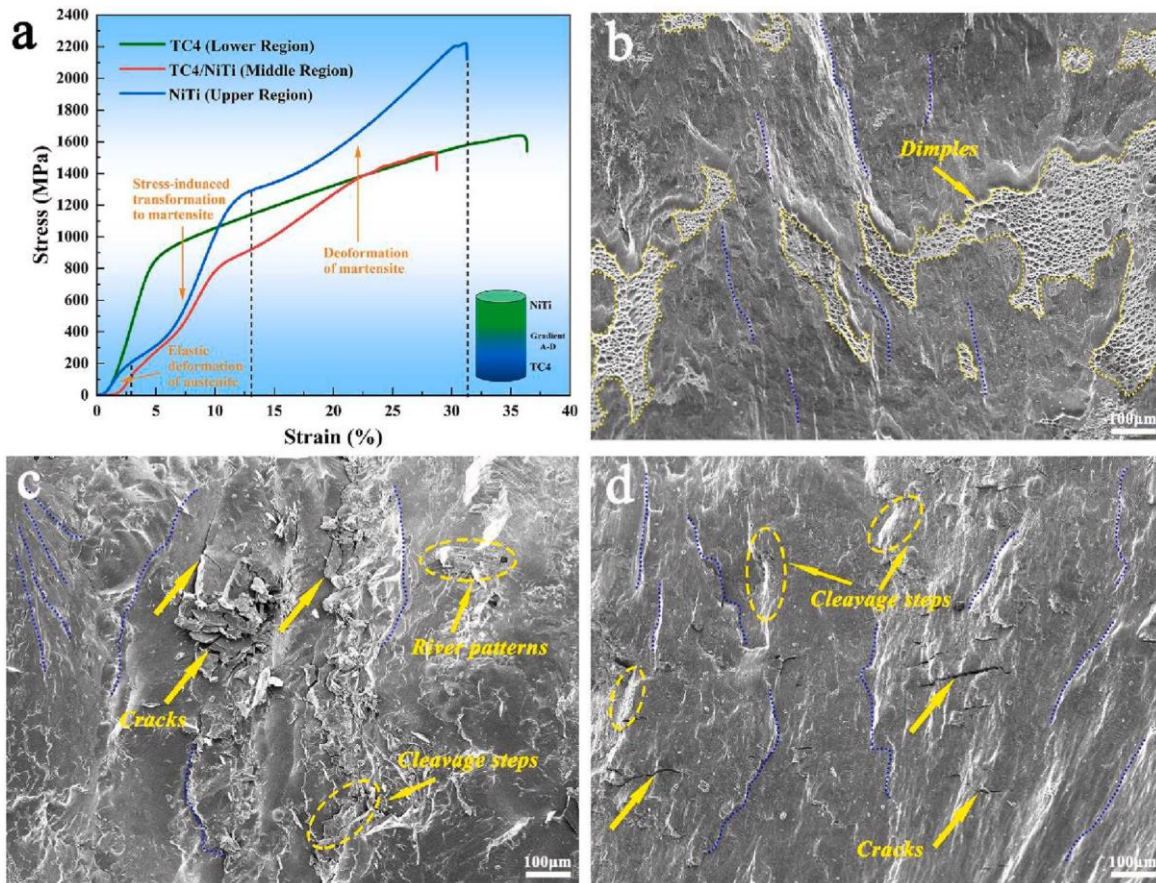 a
TC4 (Lower Region)
TC4/NiTi (Middle Region)
NiTi (Upper Region)
Stress-induaced
transformation
to martensite
Deoformation
of martensite
Elastic
deformation
of austenite
NiTi
Gradient
A-D
TC4
2400
2200
2000
1800
1600
1400
1200
1000
800
600
400
200
0
Stress (MPa)
0
5
10
15
20
25
30
35
40
Strain (%)
b
Dimples
100μm
c
River patterns
Cracks
Cleavage steps
100μm
d
Cleavage steps
Cracks
100μm